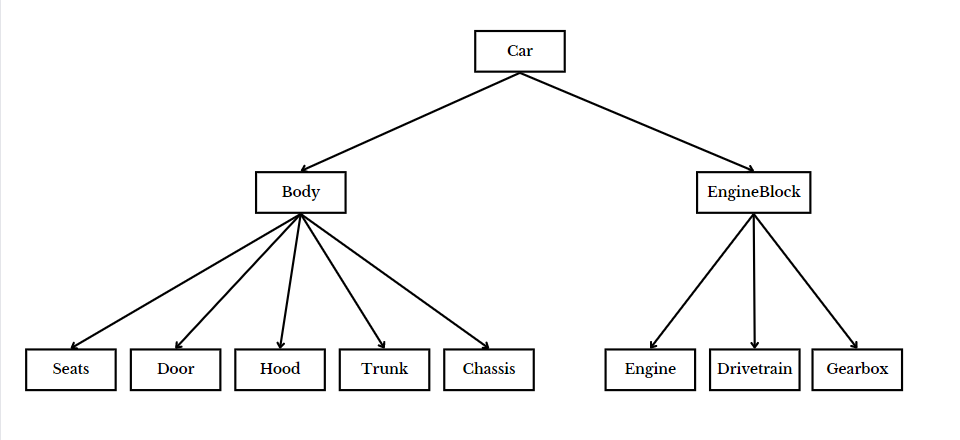 Car
Body
EngineBlock
Seats
Door
Hood
Trunk
Chassis
Engine
Drivetrain
Gearbox